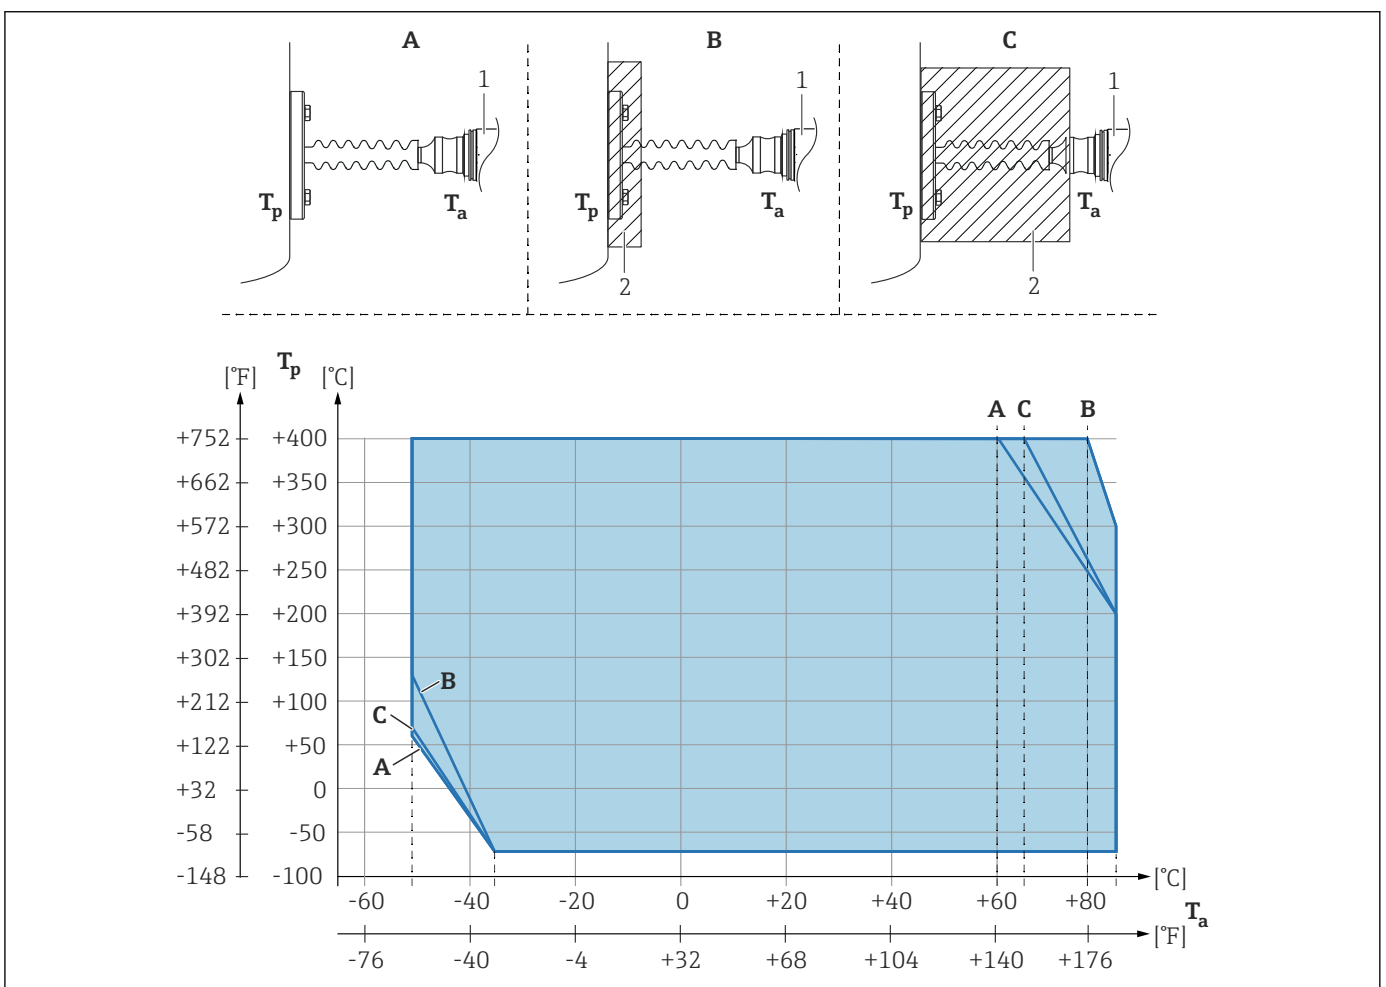 A B C
1 1 1
Tp Ta Tp Ta Tp Ta
2 2 2
Tp
[°F] [°C]
A C B
+752 +400
+662 +350
+572 +300
+482 +250
+392 +200
+302 +150
B
+212 +100
C
+122 +50
A
+32 0
-58 -50
-148 -100
[°C]
-60 -40 -20 0 +20 +40 +60 +80
Ta
[°F]
-76 -40 -4 +32 +68 +104 +140 +176